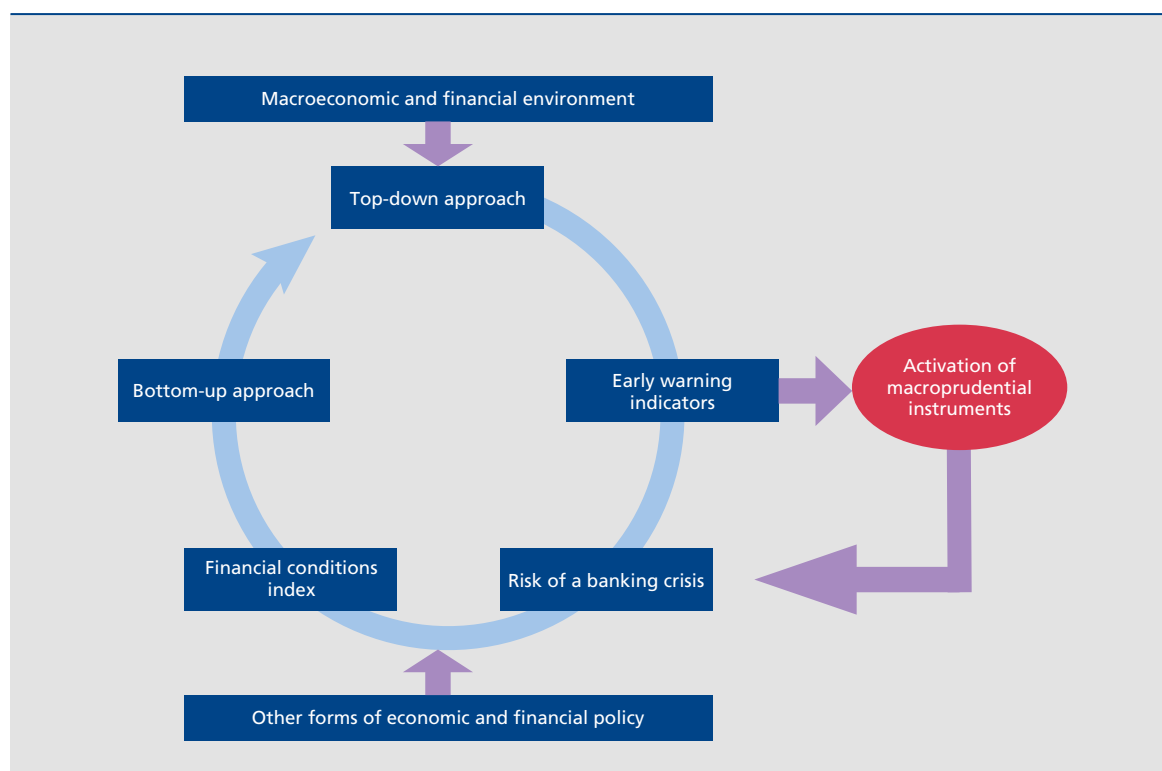 Macroeconomic and financial environment
Top-down approach
Early warning
indicators
Activation of
macroprudential
instruments
Bottom-up approach
Financial conditions
index
Risk of a banking crisis
Other forms of economic and financial policy